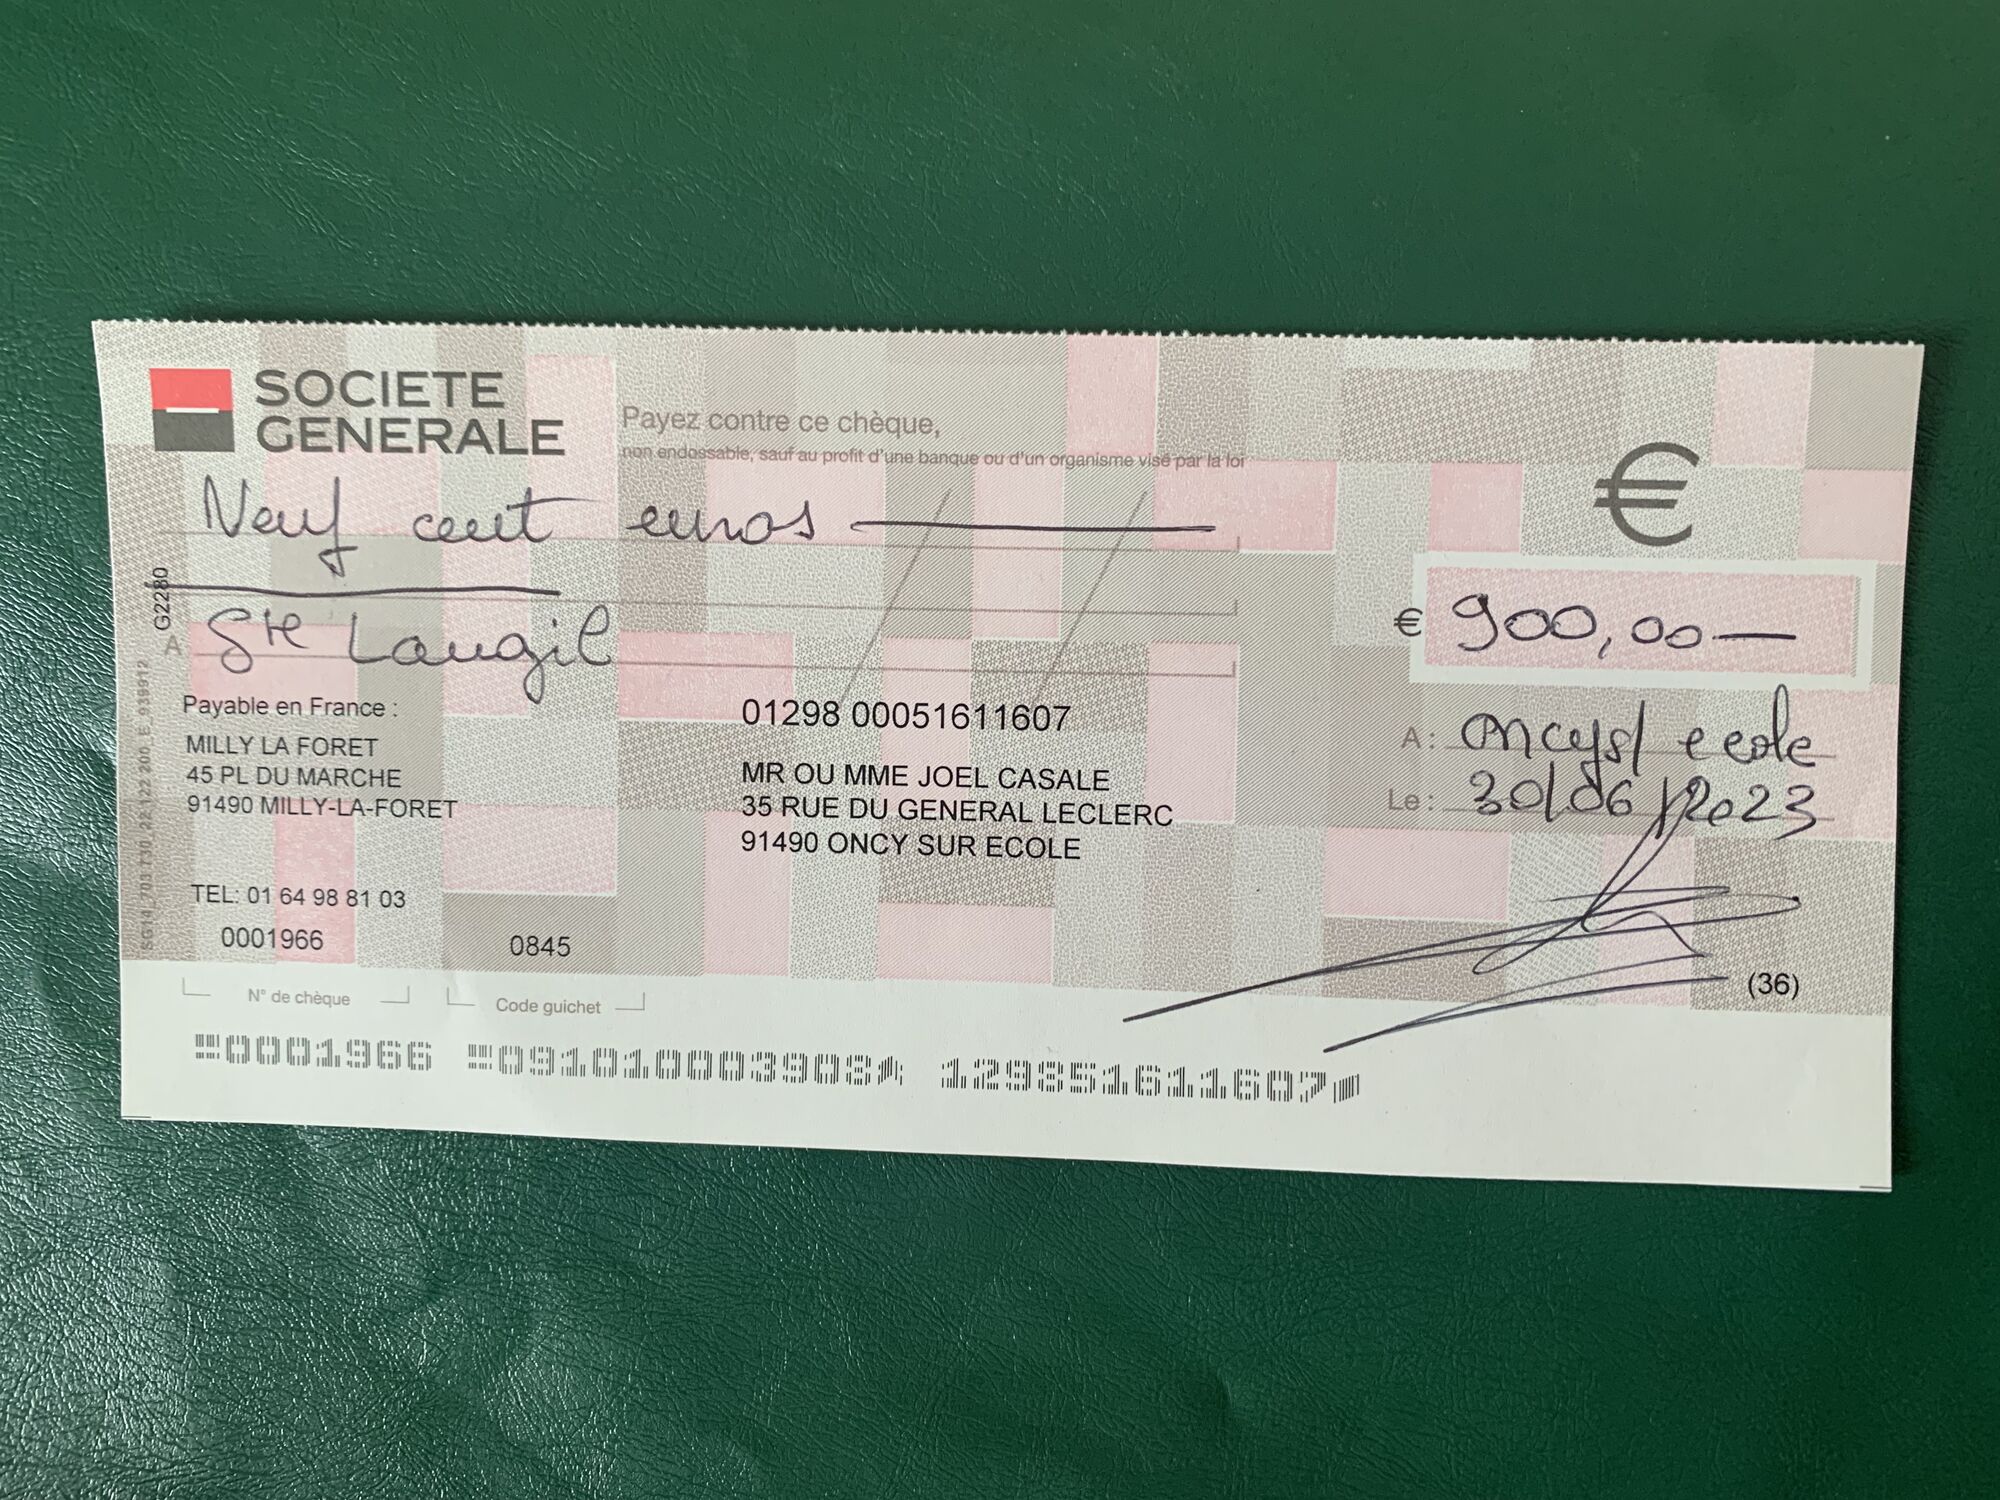 SOCIETE
GENERALE
Payez contre ce chèque,
non endossable, sauf au profit d'une banque ou d'un organisme visé par la loi
€
Neuf cent euros
G2280
€ 900,00
A Ste Laugil
Payable en France :
MILLY LA FORET
45 PL DU MARCHE
91490 MILLY-LA-FORET
TEL: 01 64 98 81 03
01298 00051611607
MR OU MME JOEL CASALE
35 RUE DU GENERAL LECLERC
91490 ONCY SUR ECOLE
A: oncys/ ecole
Le: 30/06/2023
0001966
0845
(36)
N° de chèque
Code guichet
0001966 091010003908 129851611607